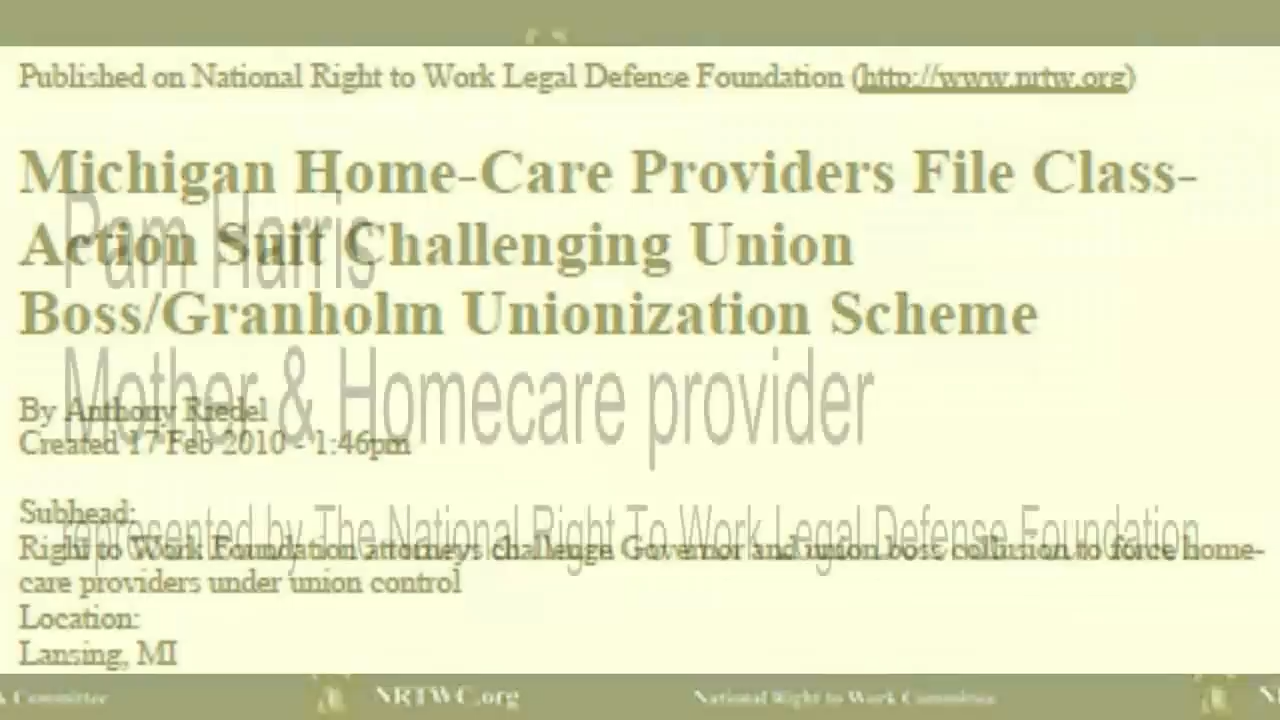 Published on National Right to Work Legal Defense Foundation (http://www.nrtw.org)
Michigan Home-Care Providers File Class-
Action Suit Challenging Union
Boss/Granholm Unionization Scheme
Pam Harris
Mother & Homecare provider
By Anthony Riedel
Created 17 Feb 2010 - 1:46pm
Subhead:
represented by The National Right To Work Legal Defense Foundation
Right to Work Foundation attorneys challenge Governor and union boss collusion to force home-
care providers under union control
Location:
Lansing, MI
k Committee NRTWC.org National Right to Work Committee NR